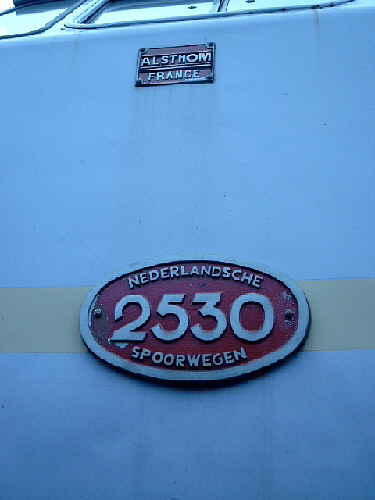 ALSTHOM
FRANCE
NEDERLANDSCHE
2530
SPOORWEGEN